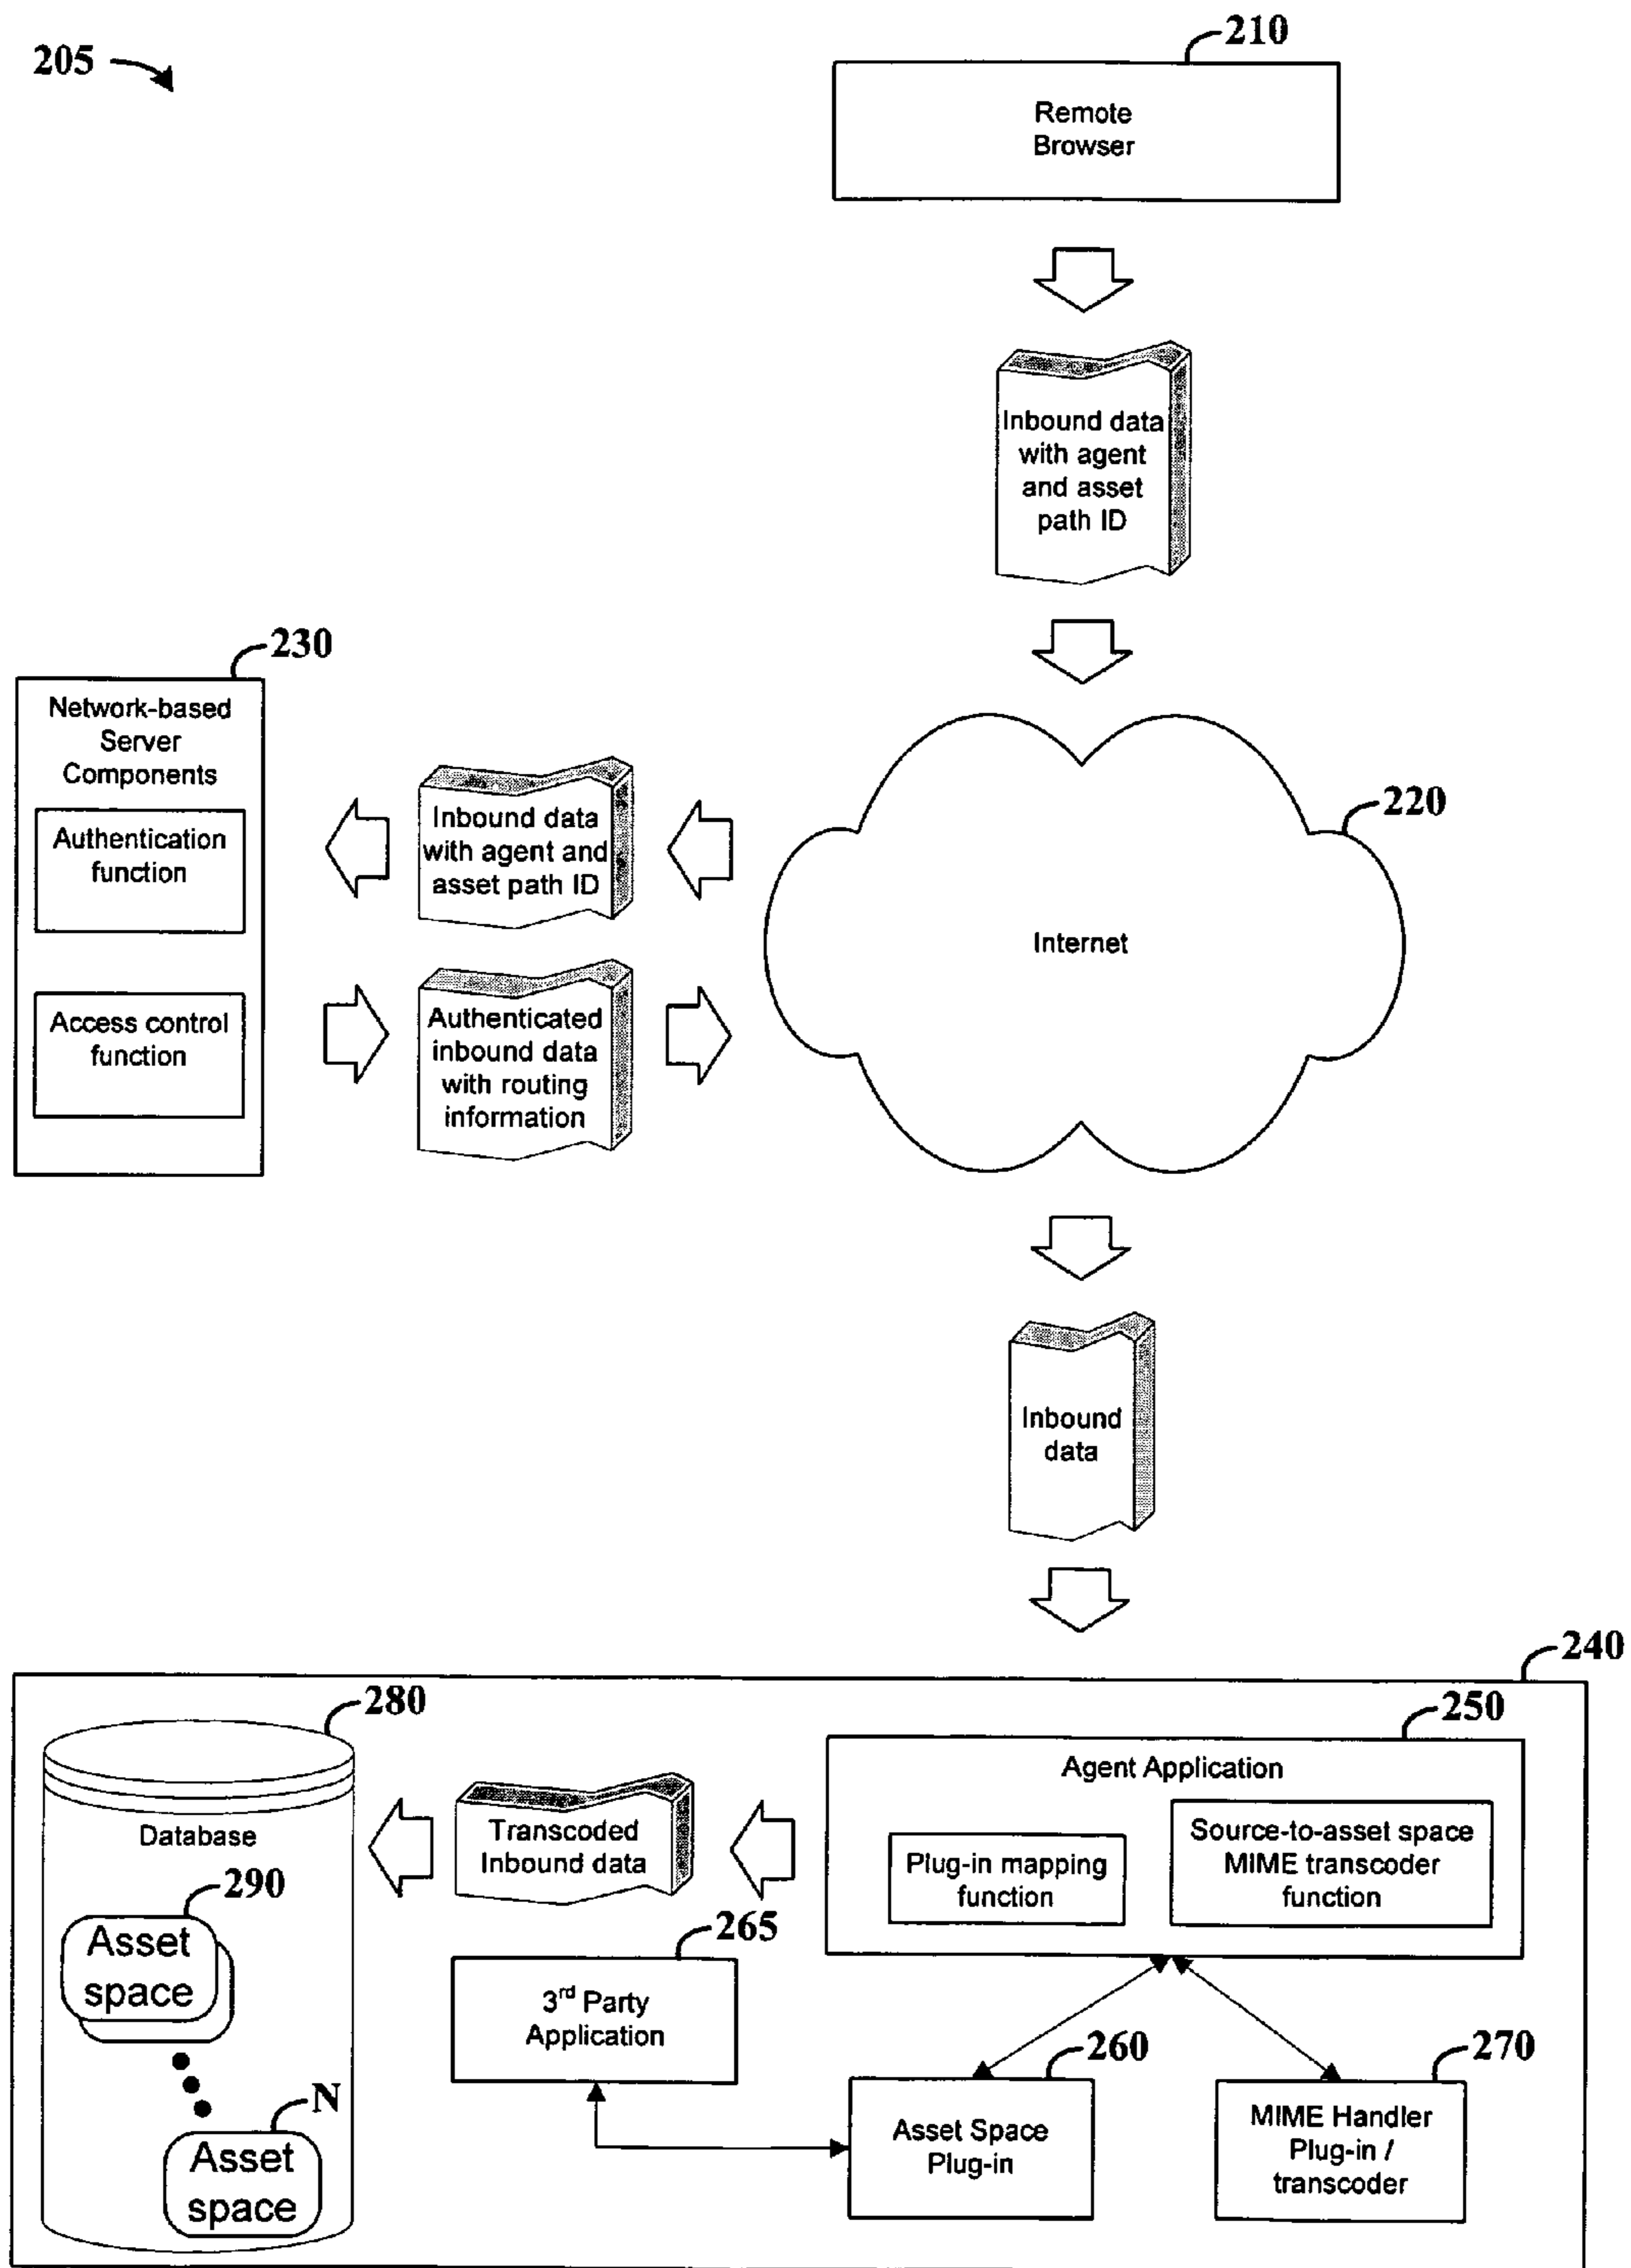 205
210
Remote
Browser
Inbound data
with agent
and asset
path ID
230
Network-based
Server
Components
Authentication
function
Access control
function
Inbound data
with agent and
asset path ID
Authenticated
inbound data
with routing
information
220
Internet
Inbound
data
240
280
Database
290
Asset
space
N
Asset
space
Transcoded
Inbound data
250
Agent Application
Plug-in mapping
function
Source-to-asset space
MIME transcoder
function
265
3rd Party
Application
260
Asset Space
Plug-in
270
MIME Handler
Plug-in /
transcoder